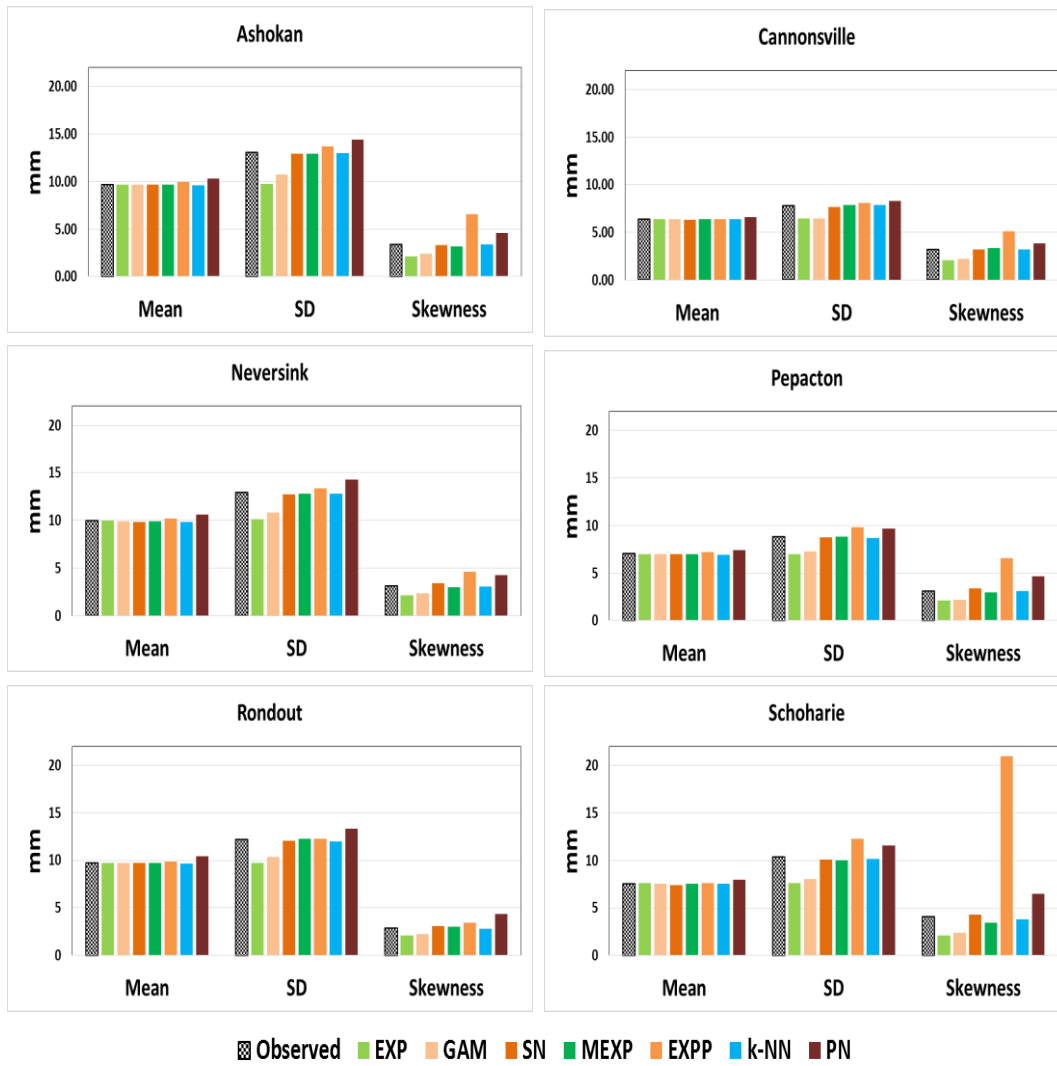 Ashokan
20.00
15.00
10.00
5.00
0.00
mm
Mean SD Skewness
Cannonsville
20.00
15.00
10.00
5.00
0.00
mm
Mean SD Skewness
Neversink
20
15
10
5
0
mm
Mean SD Skewness
Pepacton
20
15
10
5
0
mm
Mean SD Skewness
Rondout
20
15
10
5
0
mm
Mean SD Skewness
Schoharie
20
15
10
5
0
mm
Mean SD Skewness
Observed EXP GAM SN MEXP EXPP k-NN PN